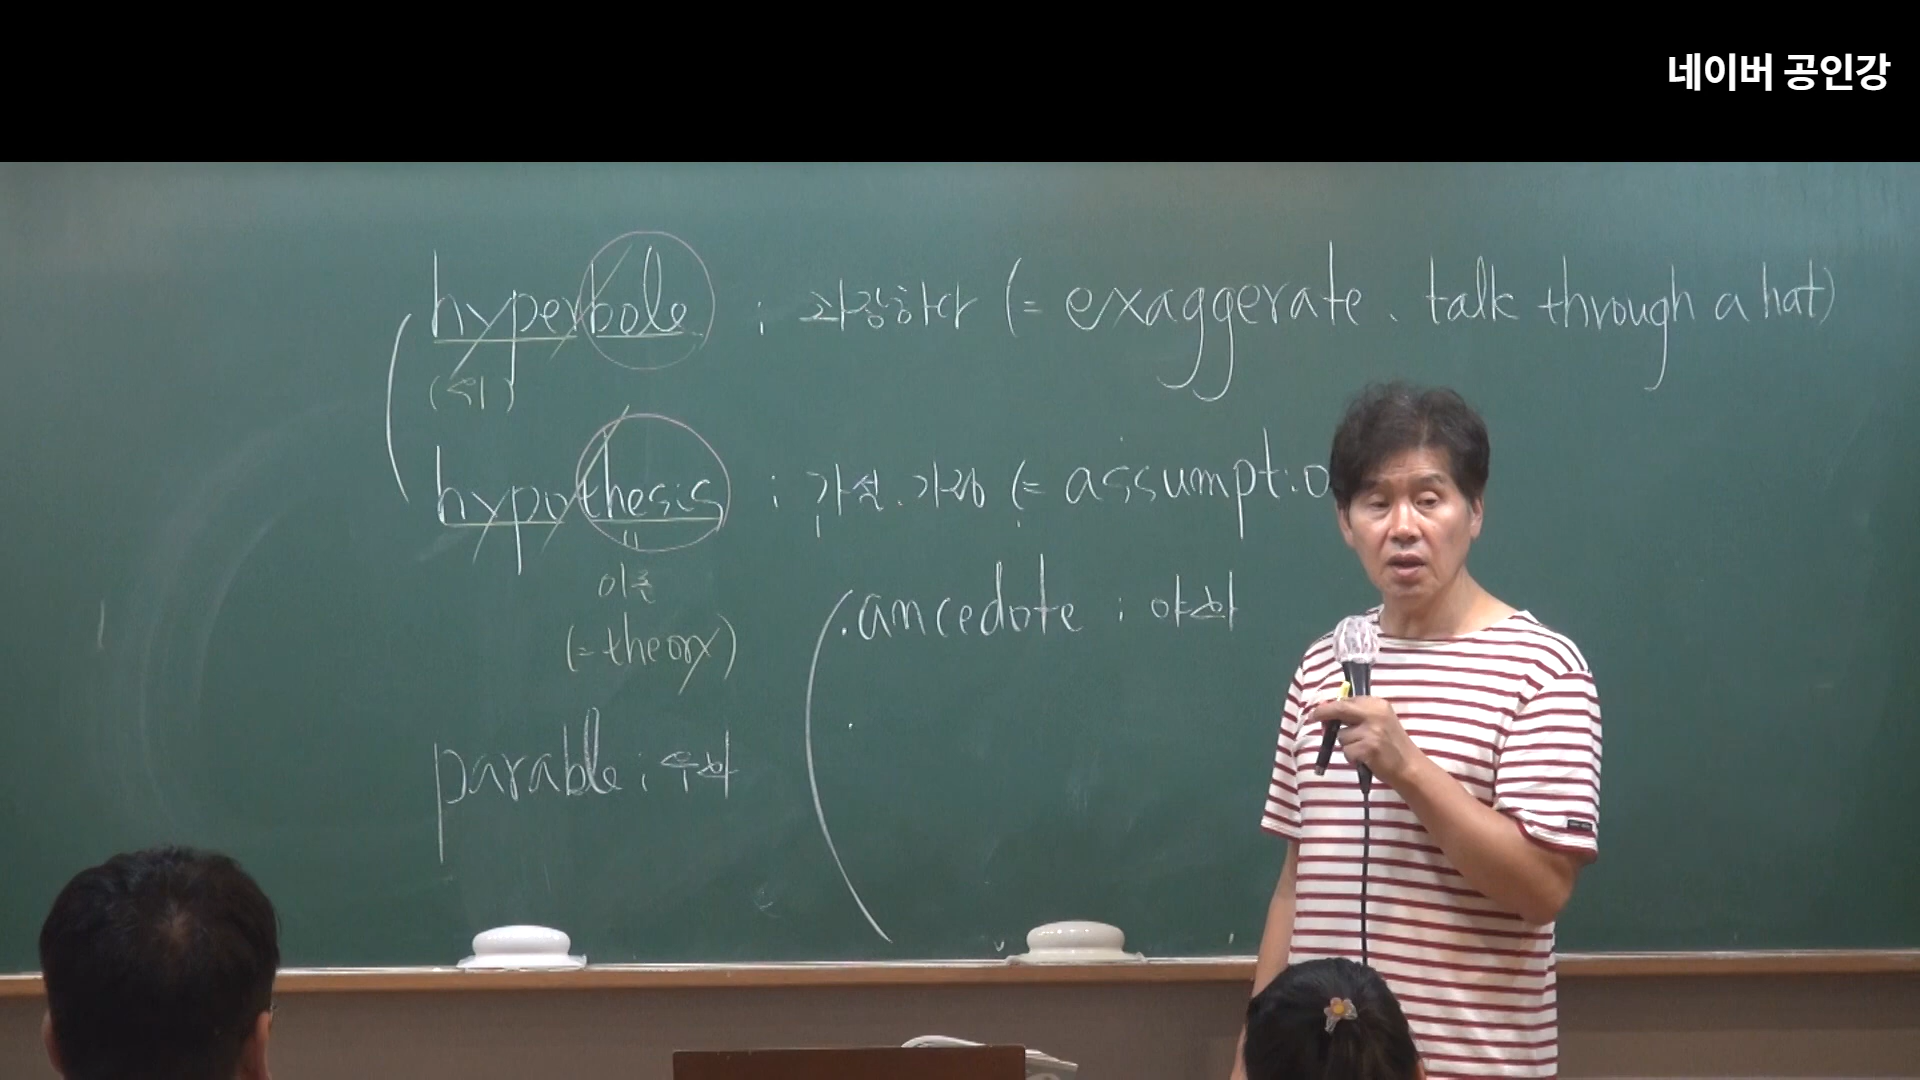 네이버 공인강
hyperbole ; 과장하다 (= exaggerate. talk through a hat)
(위)
hypothesis ; 가설. 가정 (= assumptio
이론
(= theory)
. ancedote ; 야화
parable ; 우화